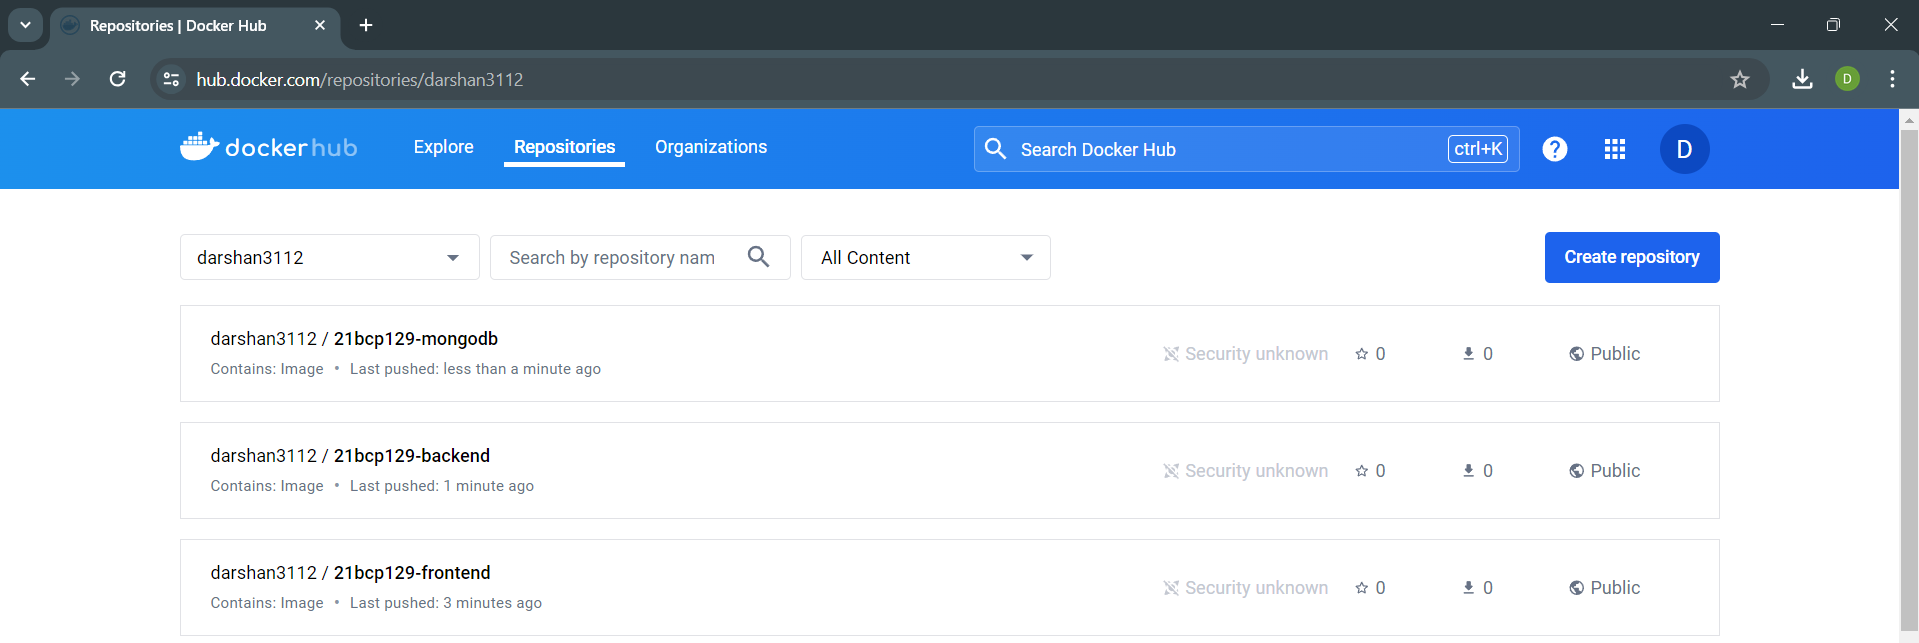 Repositories | Docker Hub
hub.docker.com/repositories/darshan3112
D
dockerhub
Explore
Repositories
Organizations
Search Docker Hub
ctrl+K
?
D
darshan3112
Search by repository nam
All Content
Create repository
darshan3112 / 21bcp129-mongodb
Contains: Image • Last pushed: less than a minute ago
Security unknown
0
0
Public
darshan3112 / 21bcp129-backend
Contains: Image • Last pushed: 1 minute ago
Security unknown
0
0
Public
darshan3112 / 21bcp129-frontend
Contains: Image • Last pushed: 3 minutes ago
Security unknown
0
0
Public